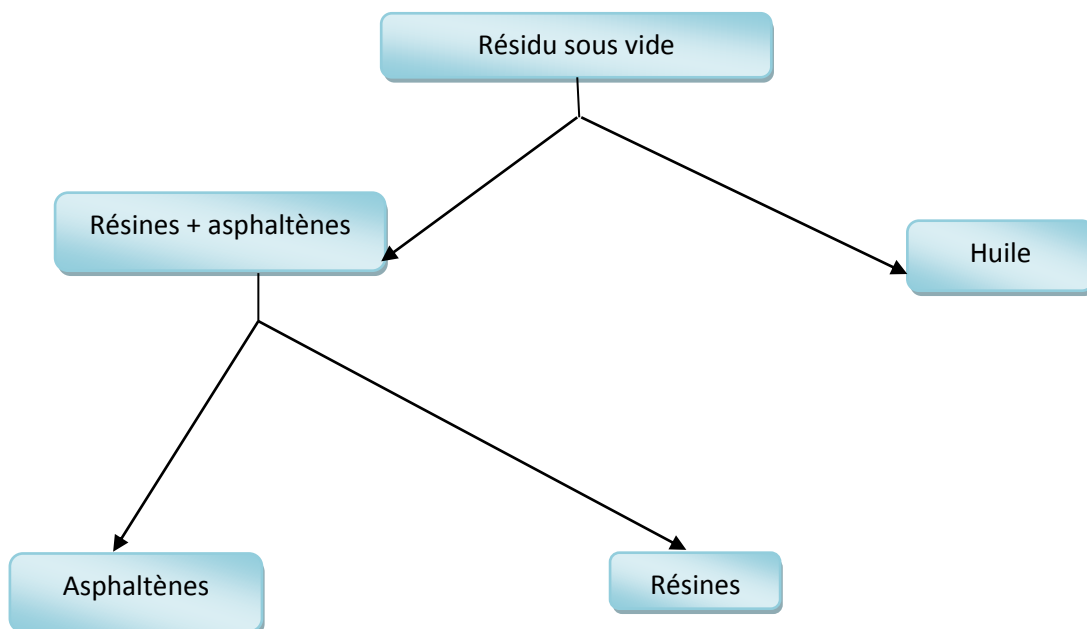 Résidu sous vide
Résines + asphaltènes
Huile
Asphaltènes
Résines